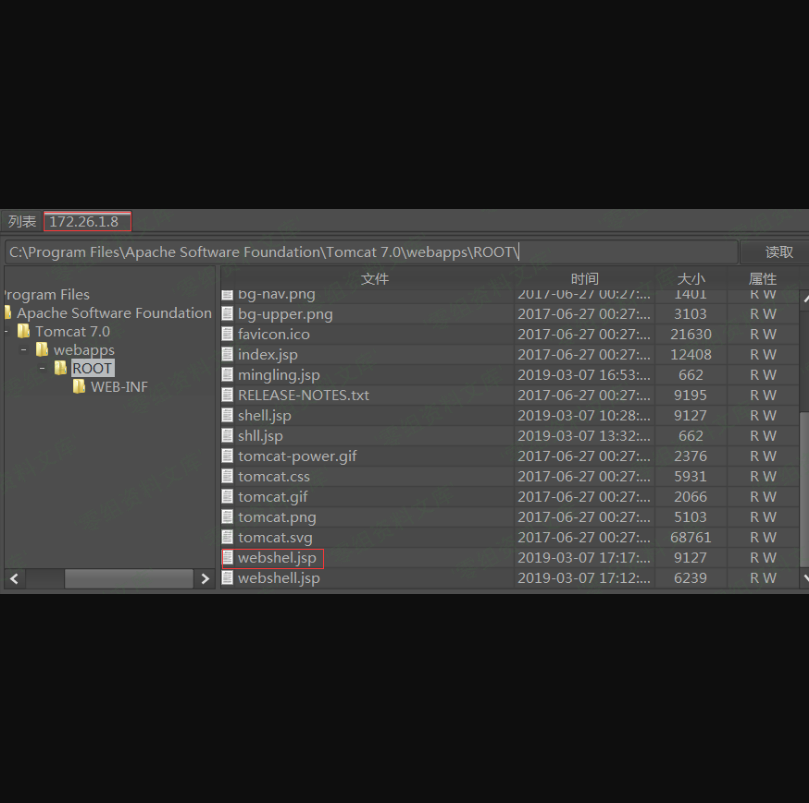 列表 172.26.1.8
C:\Program Files\Apache Software Foundation\Tomcat 7.0\webapps\ROOT\ 读取
文件 时间 大小 属性
rogram Files
Apache Software Foundation
Tomcat 7.0
webapps
ROOT
WEB-INF
bg-nav.png 2017-06-27 00:27:... 1401 R W
bg-upper.png 2017-06-27 00:27:... 3103 R W
favicon.ico 2017-06-27 00:27:... 21630 R W
index.jsp 2017-06-27 00:27:... 12408 R W
mingling.jsp 2019-03-07 16:53:... 662 R W
RELEASE-NOTES.txt 2017-06-27 00:27:... 9195 R W
shell.jsp 2019-03-07 10:28:... 9127 R W
shll.jsp 2019-03-07 13:32:... 662 R W
tomcat-power.gif 2017-06-27 00:27:... 2376 R W
tomcat.css 2017-06-27 00:27:... 5931 R W
tomcat.gif 2017-06-27 00:27:... 2066 R W
tomcat.png 2017-06-27 00:27:... 5103 R W
tomcat.svg 2017-06-27 00:27:... 68761 R W
webshel.jsp 2019-03-07 17:17:... 9127 R W
webshell.jsp 2019-03-07 17:12:... 6239 R W